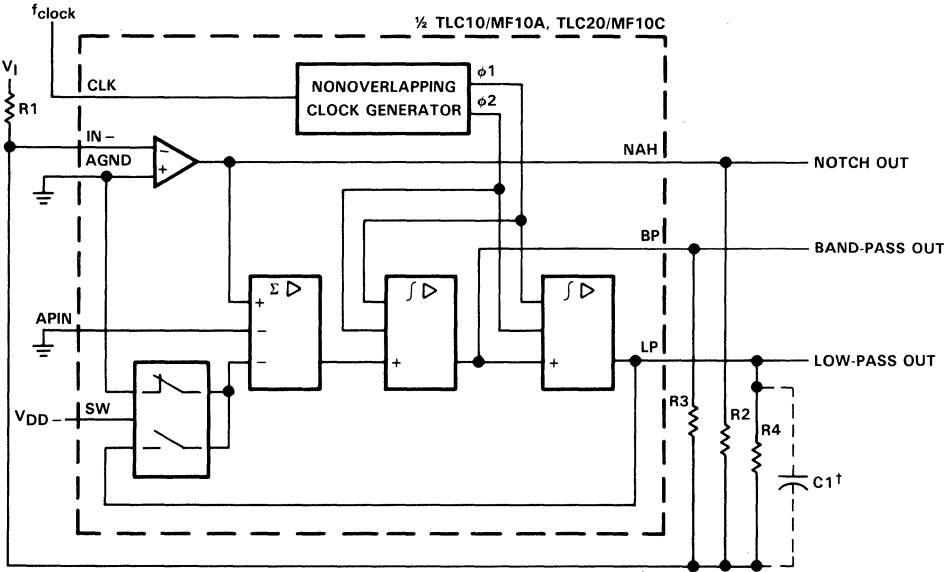 fclock
½ TLC10/MF10A, TLC20/MF10C
VI
CLK
NONOVERLAPPING
CLOCK GENERATOR
ϕ1
ϕ2
R1
IN –
AGND
–
+
NAH
NOTCH OUT
BP
BAND-PASS OUT
Σ ▷
∫ ▷
∫ ▷
+
APIN
–
–
+
+
LP
LOW-PASS OUT
VDD –
SW
R3
R2
R4
C1†